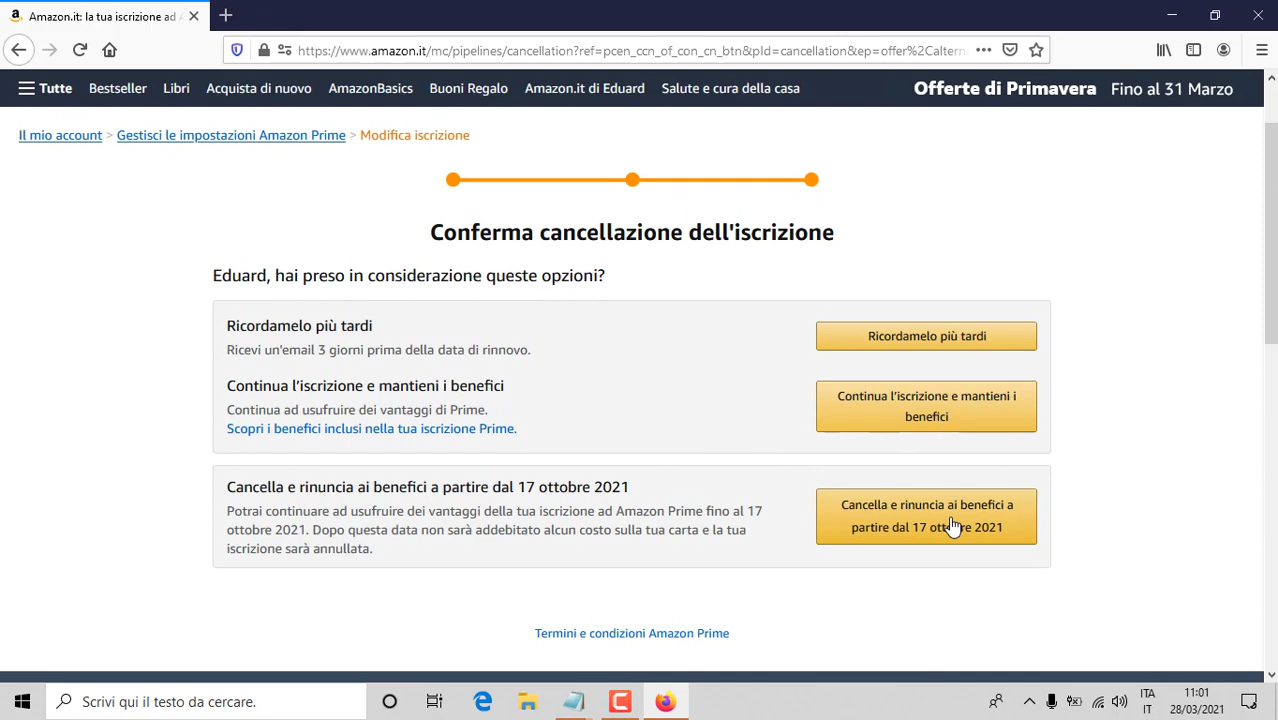 Amazon.it: la tua iscrizione ad A
https://www.amazon.it/mc/pipelines/cancellation?ref=pcen_ccn_of_con_cn_btn&pId=cancellation&ep=offer%2Caltern
Tutte Bestseller Libri Acquista di nuovo AmazonBasics Buoni Regalo Amazon.it di Eduard Salute e cura della casa Offerte di Primavera Fino al 31 Marzo
Il mio account > Gestisci le impostazioni Amazon Prime > Modifica iscrizione
Conferma cancellazione dell'iscrizione
Eduard, hai preso in considerazione queste opzioni?
Ricordamelo più tardi
Ricevi un'email 3 giorni prima della data di rinnovo.
Ricordamelo più tardi
Continua l'iscrizione e mantieni i benefici
Continua ad usufruire dei vantaggi di Prime.
Scopri i benefici inclusi nella tua iscrizione Prime.
Continua l'iscrizione e mantieni i
benefici
Cancella e rinuncia ai benefici a partire dal 17 ottobre 2021
Potrai continuare ad usufruire dei vantaggi della tua iscrizione ad Amazon Prime fino al 17
ottobre 2021. Dopo questa data non sarà addebitato alcun costo sulla tua carta e la tua
iscrizione sarà annullata.
Cancella e rinuncia ai benefici a
partire dal 17 ottobre 2021
Termini e condizioni Amazon Prime
Scrivi qui il testo da cercare.
ITA
IT
11:01
28/03/2021